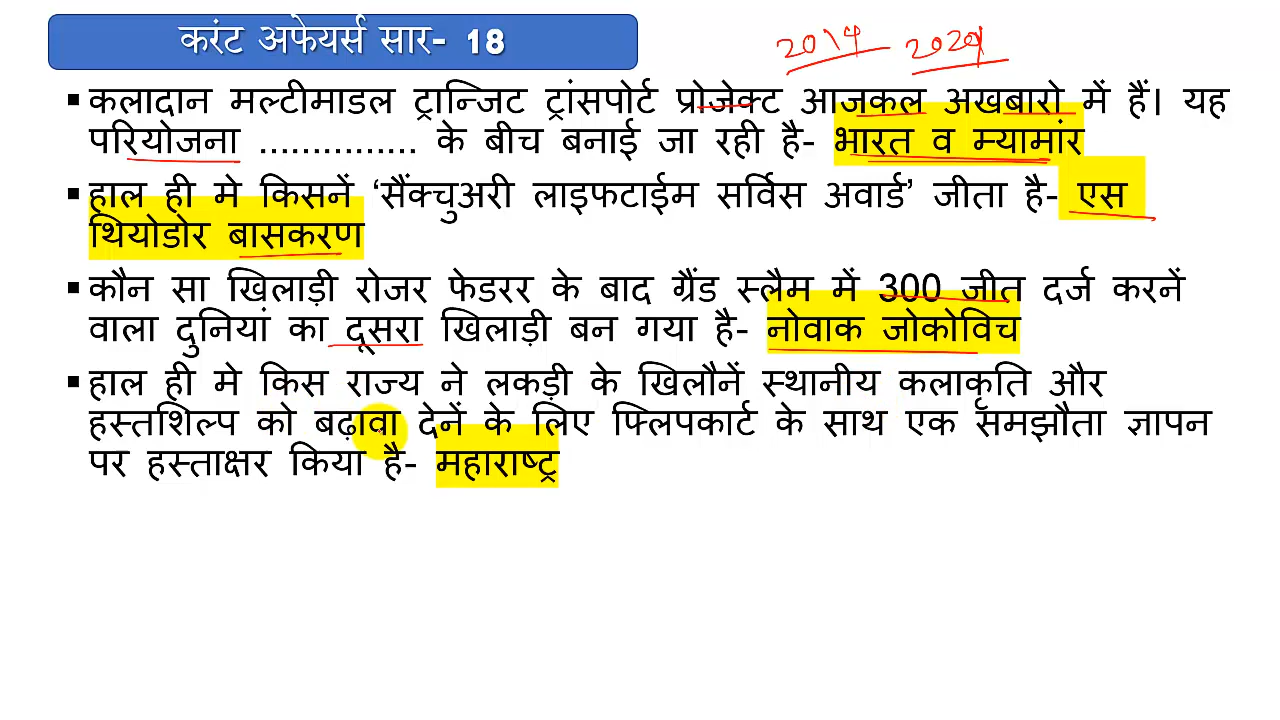 करंट अफेयर्स सार- 18
2014 2020
▪ कलादान मल्टीमाडल ट्रान्जिट ट्रांसपोर्ट प्रोजेक्ट आजकल अखबारो में हैं। यह
परियोजना ............... के बीच बनाई जा रही है- भारत व म्यामांर
▪ हाल ही मे किसनें ‘सैंक्चुअरी लाइफटाईम सर्विस अवार्ड’ जीता है- एस
थियोडोर बासकरण
▪ कौन सा खिलाड़ी रोजर फेडरर के बाद ग्रैंड स्लैम में 300 जीत दर्ज करनें
वाला दुनियां का दूसरा खिलाड़ी बन गया है- नोवाक जोकोविच
▪ हाल ही मे किस राज्य ने लकड़ी के खिलौनें स्थानीय कलाकृति और
हस्तशिल्प को बढ़ावा देनें के लिए फ्लिपकार्ट के साथ एक समझौता ज्ञापन
पर हस्ताक्षर किया है- महाराष्ट्र